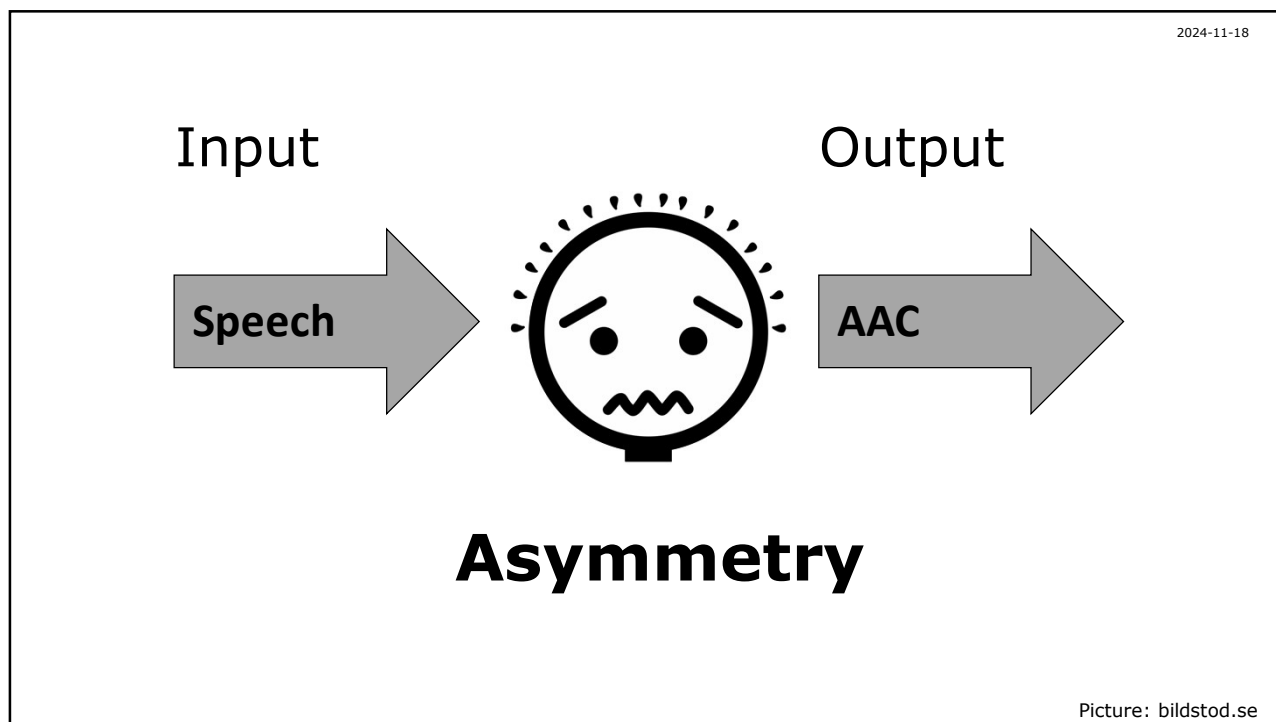 2024-11-18
Input
Output
Speech
AAC
Asymmetry
Picture: bildstod.se